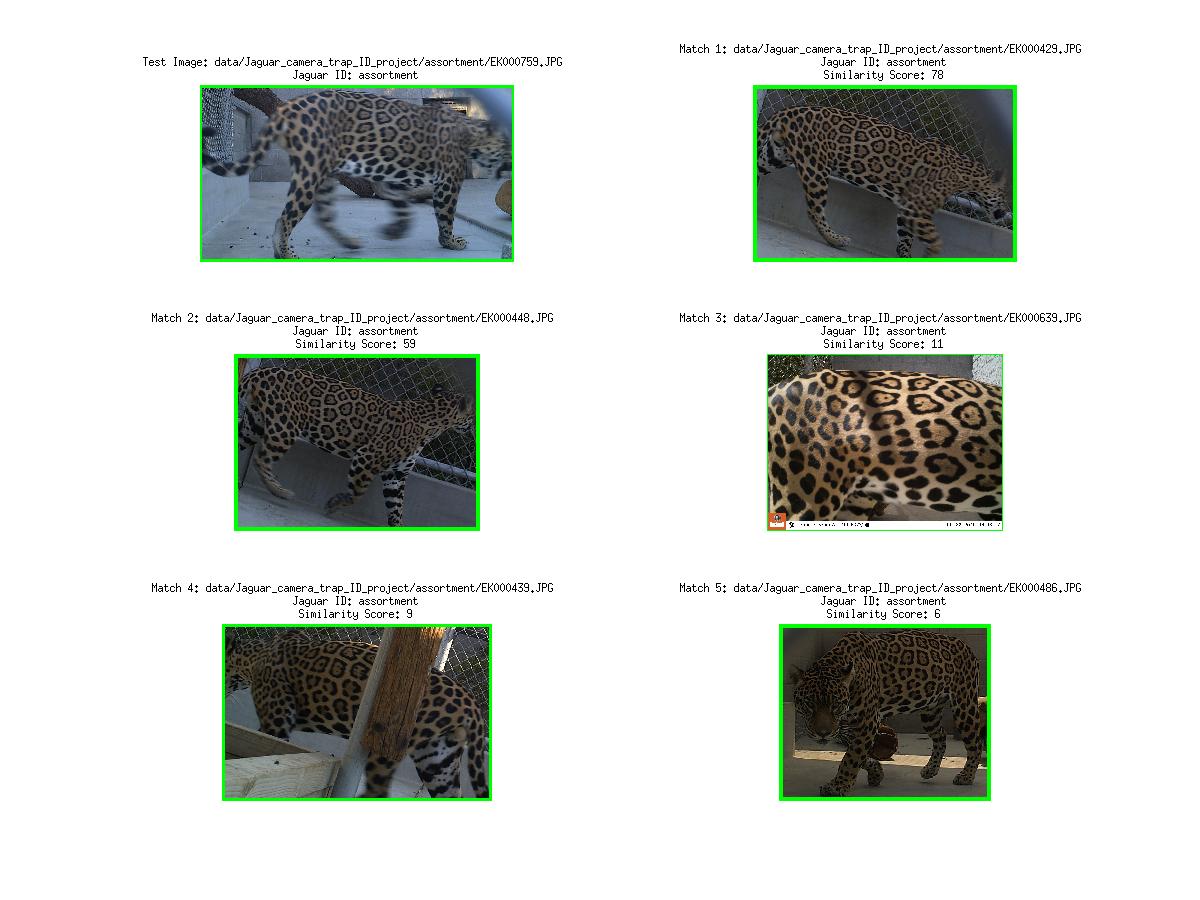 Test Image: data/Jaguar_camera_trap_ID_project/assortment/EK000759.JPG
Jaguar ID: assortment
Match 1: data/Jaguar_camera_trap_ID_project/assortment/EK000429.JPG
Jaguar ID: assortment
Similarity Score: 78
Match 2: data/Jaguar_camera_trap_ID_project/assortment/EK000448.JPG
Jaguar ID: assortment
Similarity Score: 59
Match 3: data/Jaguar_camera_trap_ID_project/assortment/EK000639.JPG
Jaguar ID: assortment
Similarity Score: 11
Match 4: data/Jaguar_camera_trap_ID_project/assortment/EK000439.JPG
Jaguar ID: assortment
Similarity Score: 9
Match 5: data/Jaguar_camera_trap_ID_project/assortment/EK000486.JPG
Jaguar ID: assortment
Similarity Score: 6